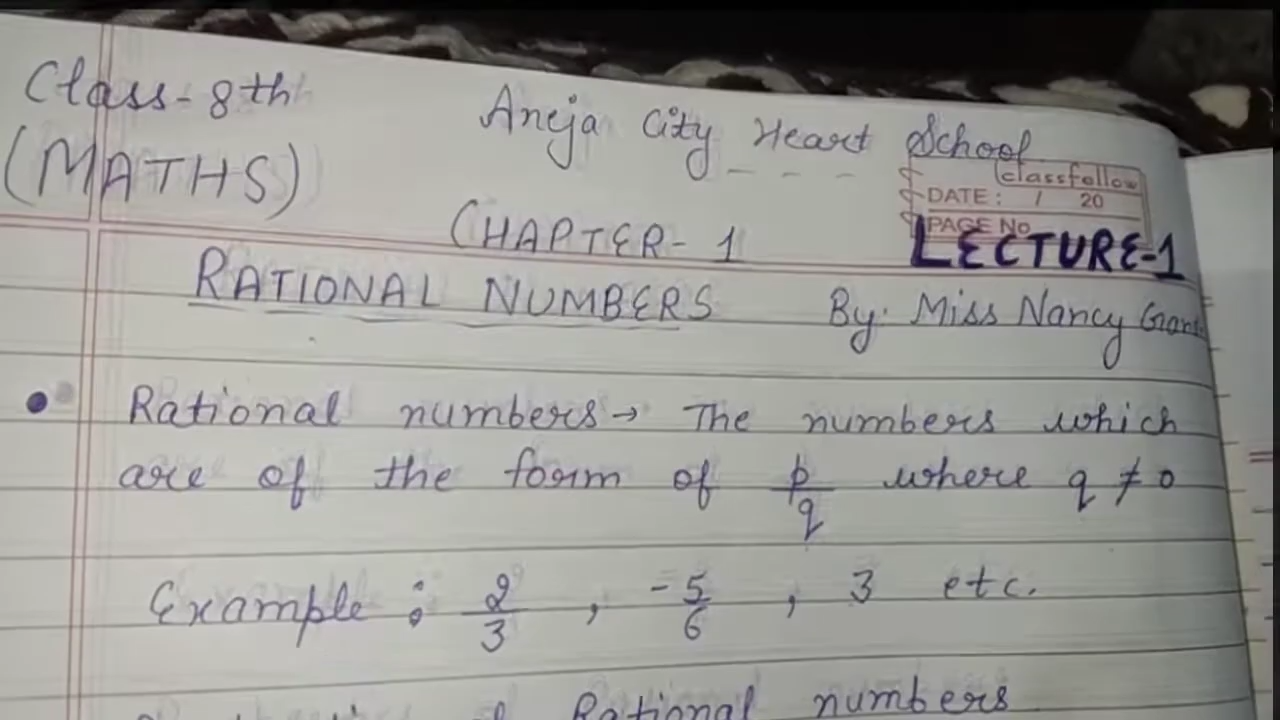 Class-8th
Aneja City Heart School
(MATHS)
classfellow
DATE : / 20
PAGE No
CHAPTER-1
LECTURE-1
RATIONAL NUMBERS
By: Miss Nancy
• Rational numbers → The numbers which
are of the form of p/q where q ≠ 0
Example : 2/3 , -5/6 , 3 etc.
Rational numbers